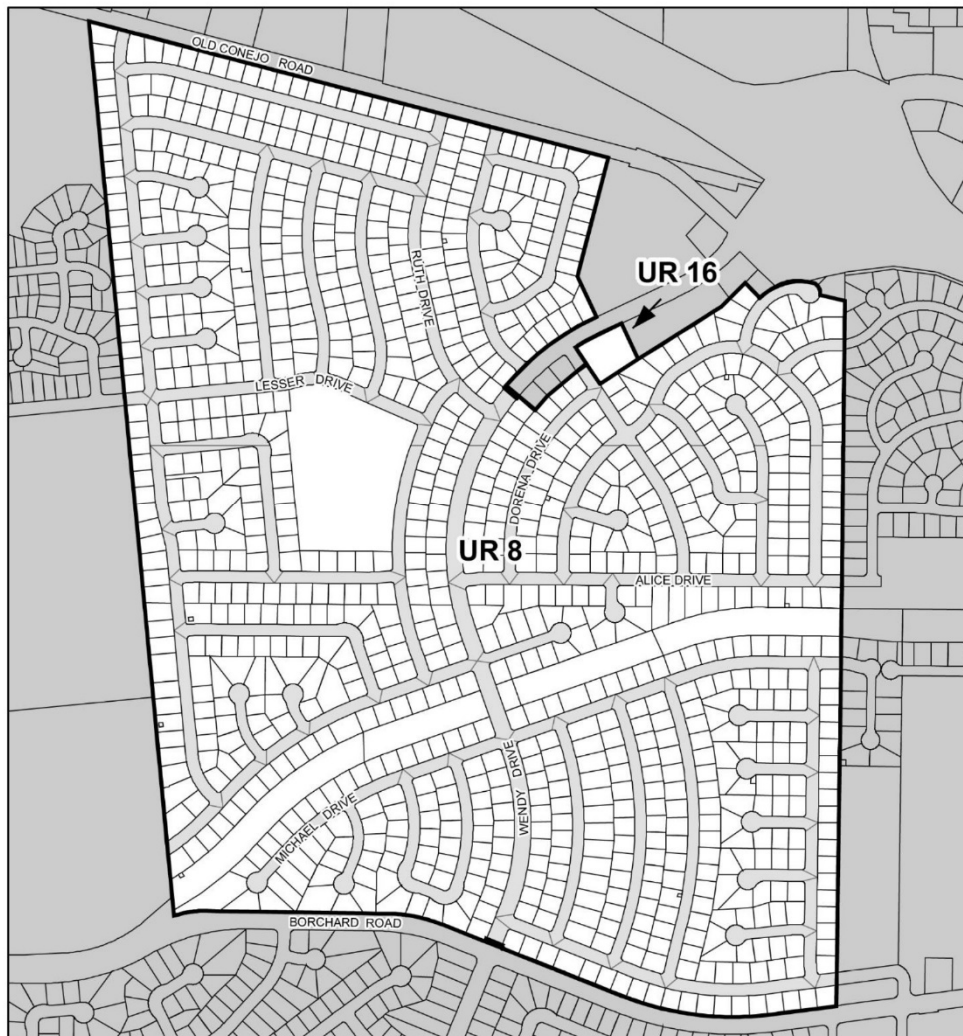 OLD CONEJO ROAD
UR 16
RUTH DRIVE
LESSER DRIVE
DORENA DRIVE
UR 8
ALICE DRIVE
WENDY DRIVE
MICHAEL DRIVE
BORCHARD ROAD